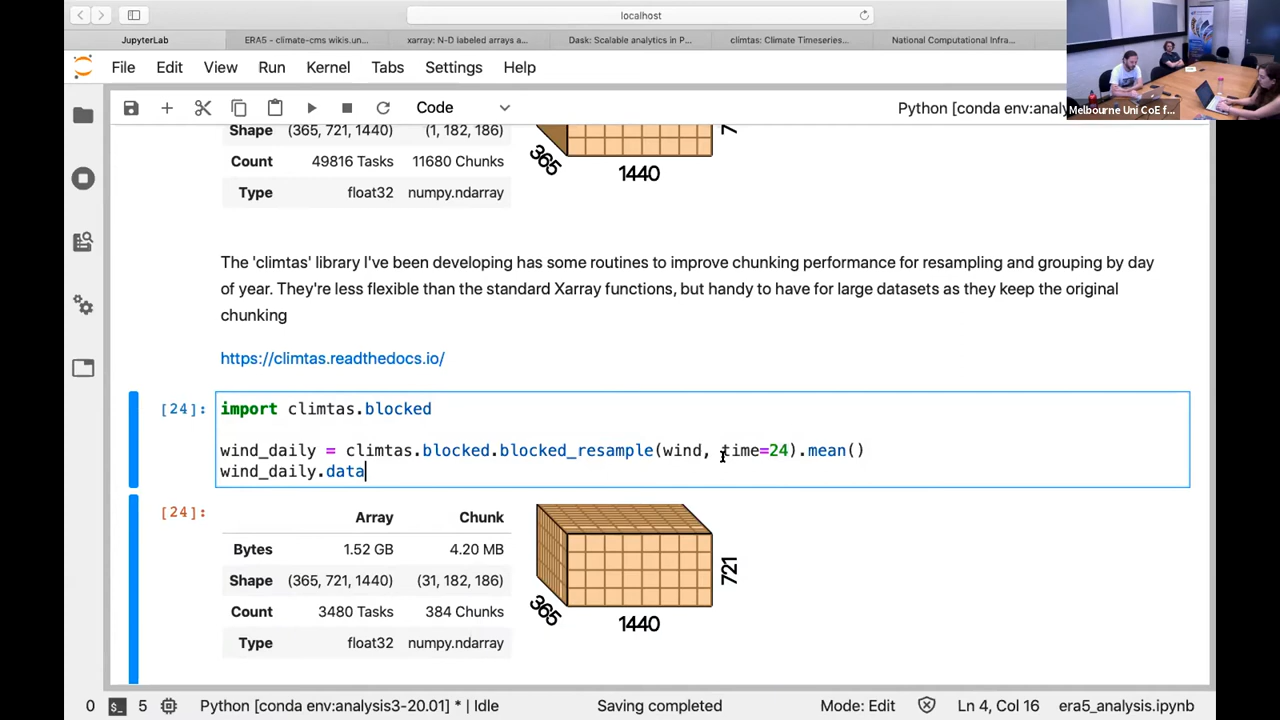 localhost
JupyterLab
ERA5 - climate-cms wikis.un...
xarray: N-D labeled arrays a...
Dask: Scalable analytics in P...
climtas: Climate Timeseries...
National Computational Infra...
File Edit View Run Kernel Tabs Settings Help
Melbourne Uni CoE f...
Code
Python [conda env:analy
Shape (365, 721, 1440) (1, 182, 186)
Count 49816 Tasks 11680 Chunks
Type float32 numpy.ndarray
365
1440
The 'climtas' library I've been developing has some routines to improve chunking performance for resampling and grouping by day
of year. They're less flexible than the standard Xarray functions, but handy to have for large datasets as they keep the original
chunking
https://climtas.readthedocs.io/
[24]: import climtas.blocked
wind_daily = climtas.blocked.blocked_resample(wind, time=24).mean()
wind_daily.data
[24]:
Array Chunk
Bytes 1.52 GB 4.20 MB
Shape (365, 721, 1440) (31, 182, 186)
Count 3480 Tasks 384 Chunks
Type float32 numpy.ndarray
721
365
1440
0 5 Python [conda env:analysis3-20.01] * | Idle Saving completed Mode: Edit Ln 4, Col 16 era5_analysis.ipynb